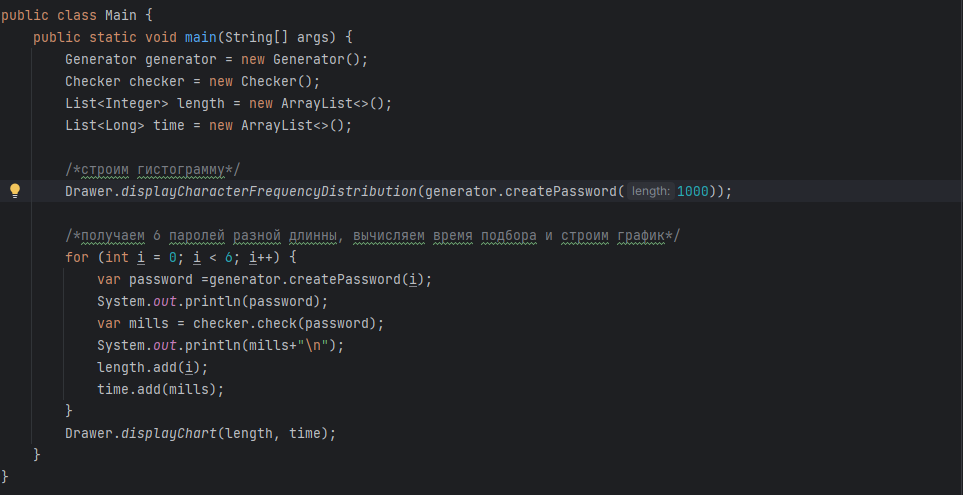 public class Main {
public static void main(String[] args) {
Generator generator = new Generator();
Checker checker = new Checker();
List<Integer> length = new ArrayList<>();
List<Long> time = new ArrayList<>();
/*строим гистограмму*/
Drawer.displayCharacterFrequencyDistribution(generator.createPassword( length: 1000));
/*получаем 6 паролей разной длинны, вычисляем время подбора и строим график*/
for (int i = 0; i < 6; i++) {
var password =generator.createPassword(i);
System.out.println(password);
var mills = checker.check(password);
System.out.println(mills+"\n");
length.add(i);
time.add(mills);
}
Drawer.displayChart(length, time);
}
}